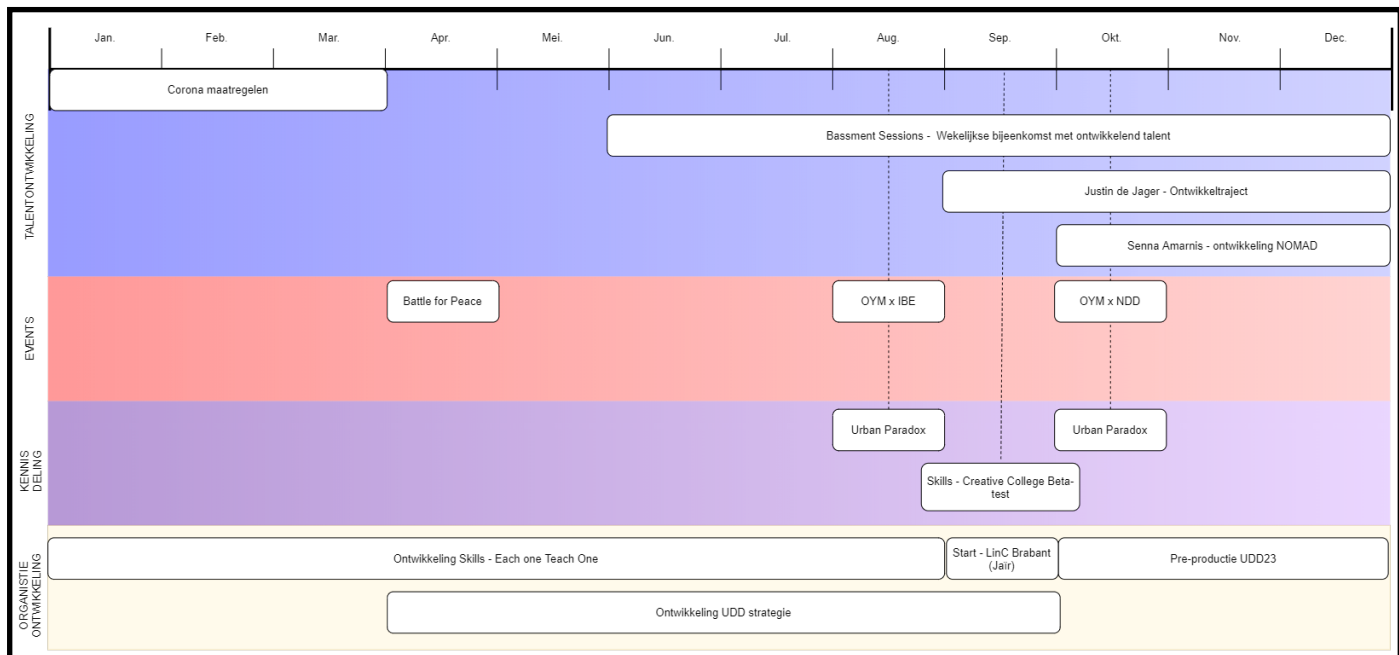 Jan. Feb. Mar. Apr. Mei. Jun. Jul. Aug. Sep. Okt. Nov. Dec.
TALENTONTWIKKELING
Corona maatregelen
Bassment Sessions - Wekelijkse bijeenkomst met ontwikkelend talent
Justin de Jager - Ontwikkeltraject
Senna Amarnis - ontwikkeling NOMAD
EVENTS
Battle for Peace
OYM x IBE
OYM x NDD
KENNIS
DELING
Urban Paradox
Urban Paradox
Skills - Creative College Beta-
test
ORGANISTIE
ONTWIKKELING
Ontwikkeling Skills - Each one Teach One
Start - LinC Brabant
(Jaïr)
Pre-productie UDD23
Ontwikkeling UDD strategie